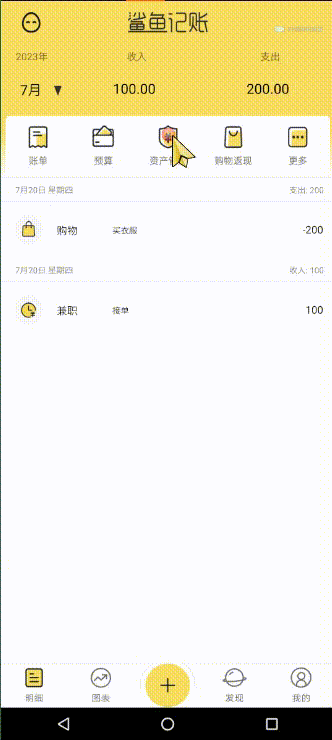 鲨鱼记账
2023年 收入 支出
7月 100.00 200.00
账单 预算 资产 购物返现 更多
7月20日 星期四 支出: 200
购物 买衣服 -200
7月20日 星期四 收入: 100
兼职 接单 100
明细 图表 发现 我的